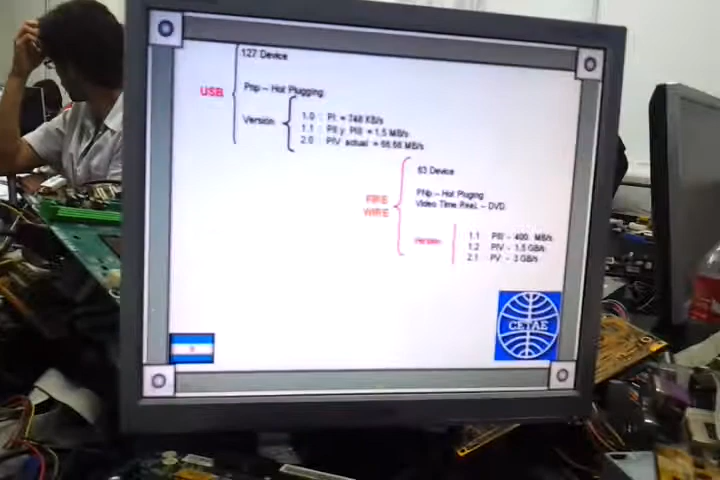 127 Device
USB
Pnp – Hot Plugging
Version
1.0 : PI: = 748 KB/s
1.1 : PII y PIII = 1,5 MB/s
2.0 : PIV actual = 66.66 MB/s
63 Device
FIRE
WIRE
PNp – Hot Pluging
Video Time Real. – DVD.
Version
1.1 : PIII – 400. MB/s
1.2 : PIV – 1,5 GB/s
2.1 : PV – 3 GB/s
CETAE